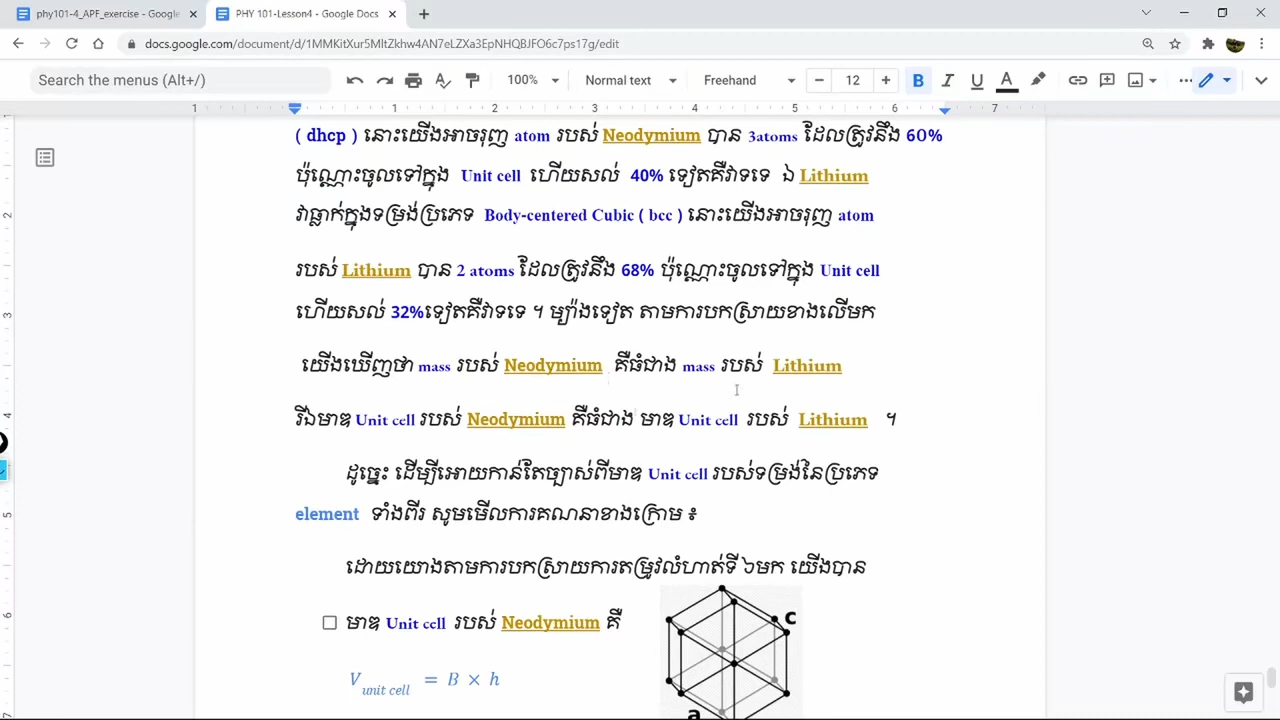 phy101-4_APF_exercise - Google
PHY 101-Lesson4 - Google Docs
docs.google.com/document/d/1MMKitXur5MltZkhw4AN7eLZXa3EpNHQBJFO6c7ps17g/edit
Search the menus (Alt+/)
100%
Normal text
Freehand
12
B I U A
1 1 2 3 4 5 6 7
( dhcp ) នោះយើងអាចរុញ atom របស់ Neodymium បាន 3atoms ដែលត្រូវនឹង 60%
ប៉ុណ្ណោះចូលទៅក្នុង Unit cell ហើយសល់ 40% ទៀតគឺវាទទេ ឯ Lithium
វាធ្លាក់ក្នុងទម្រង់ប្រភេទ Body-centered Cubic ( bcc ) នោះយើងអាចរុញ atom
របស់ Lithium បាន 2 atoms ដែលត្រូវនឹង 68% ប៉ុណ្ណោះចូលទៅក្នុង Unit cell
ហើយសល់ 32%ទៀតគឺវាទទេ ។ ម្យ៉ាងទៀត តាមការបកស្រាយខាងលើមក
យើងឃើញថា mass របស់ Neodymium គឺធំជាង mass របស់ Lithium
រីឯមាឌ Unit cell របស់ Neodymium គឺធំជាង មាឌ Unit cell របស់ Lithium ។
ដូច្នេះ ដើម្បីអោយកាន់តែច្បាស់ពីមាឌ Unit cell របស់ទម្រង់នៃប្រភេទ
element ទាំងពីរ សូមមើលការគណនាខាងក្រោម ៖
ដោយយោងតាមការបកស្រាយការតម្រូវលំហាត់ទី ៦មក យើងបាន
មាឌ Unit cell របស់ Neodymium គឺ
c
V unit cell = B × h
a